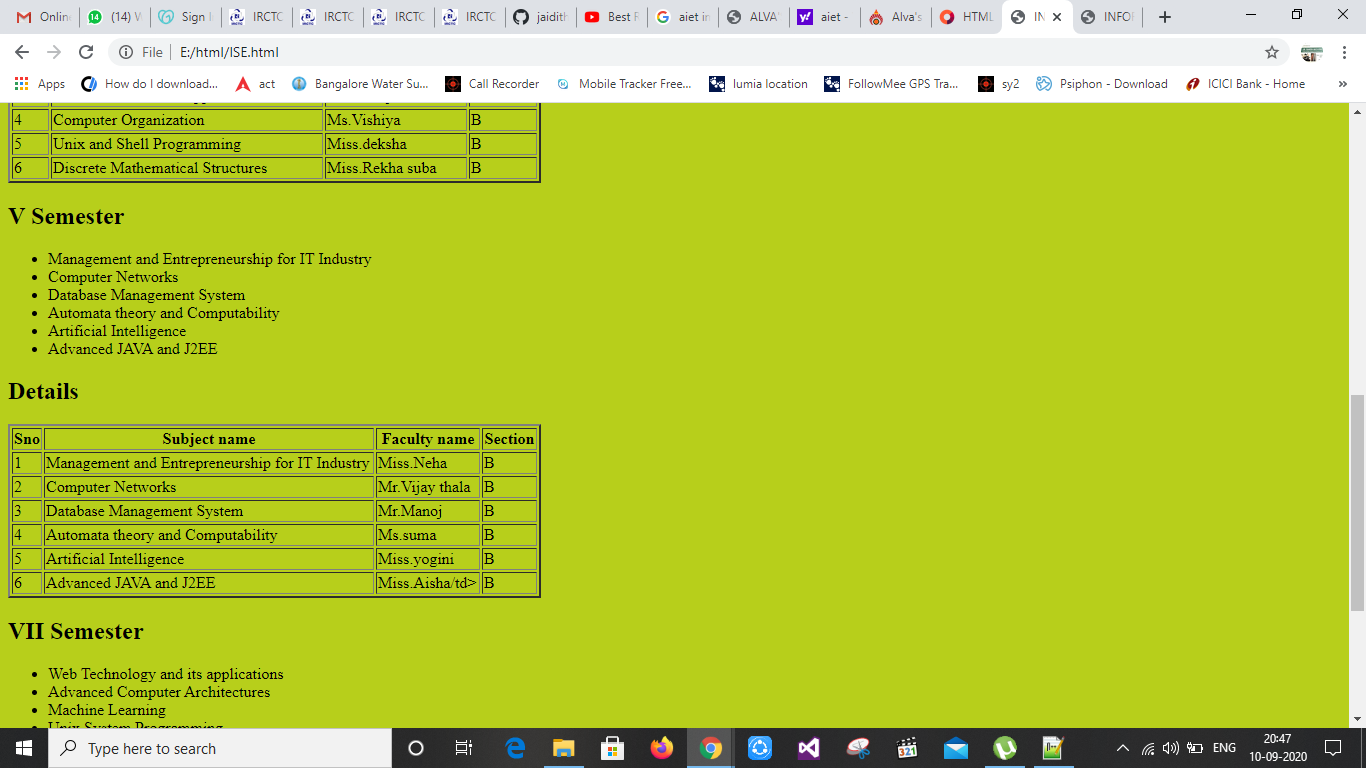 Onlin
14
(14) W
Sign I
IRCTC
IRCTC
IRCTC
IRCTC
jaidith
Best R
aiet in
ALVA'
aiet -
Alva's
HTML
IN
INFOI
File
E:/html/ISE.html
Apps
How do I download...
act
Bangalore Water Su...
Call Recorder
Mobile Tracker Free...
lumia location
FollowMee GPS Tra...
sy2
Psiphon - Download
ICICI Bank - Home
»
4 Computer Organization Ms.Vishiya B
5 Unix and Shell Programming Miss.deksha B
6 Discrete Mathematical Structures Miss.Rekha suba B
V Semester
• Management and Entrepreneurship for IT Industry
• Computer Networks
• Database Management System
• Automata theory and Computability
• Artificial Intelligence
• Advanced JAVA and J2EE
Details
Sno Subject name Faculty name Section
1 Management and Entrepreneurship for IT Industry Miss.Neha B
2 Computer Networks Mr.Vijay thala B
3 Database Management System Mr.Manoj B
4 Automata theory and Computability Ms.suma B
5 Artificial Intelligence Miss.yogini B
6 Advanced JAVA and J2EE Miss.Aisha/td> B
VII Semester
• Web Technology and its applications
• Advanced Computer Architectures
• Machine Learning
• Unix System Programming
Type here to search
321
ENG
20:47
10-09-2020